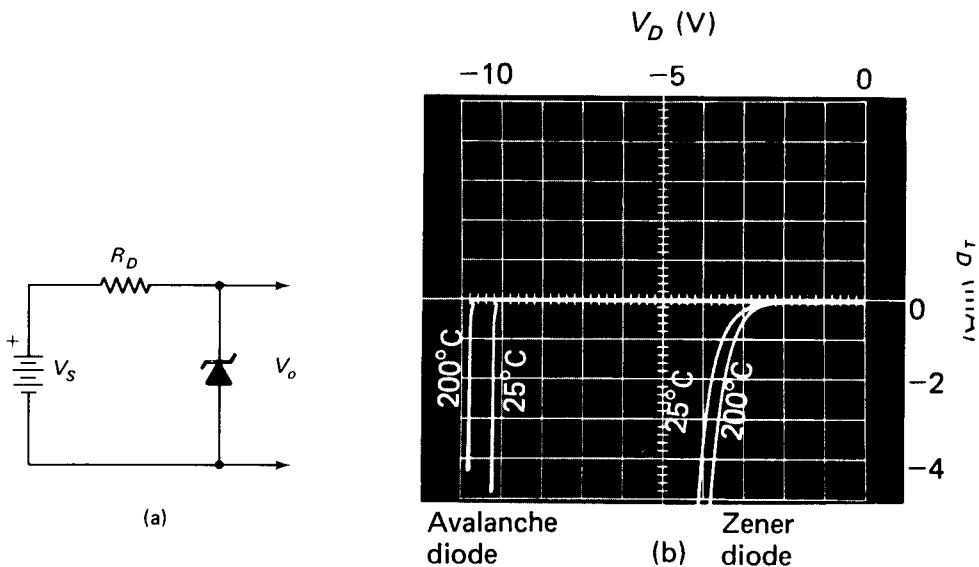 R_D
+
V_S
V_o
(a)
V_D (V)
−10
−5
0
0
−2
−4
200°C
25°C
25°C
200°C
Avalanche
diode
(b)
Zener
diode